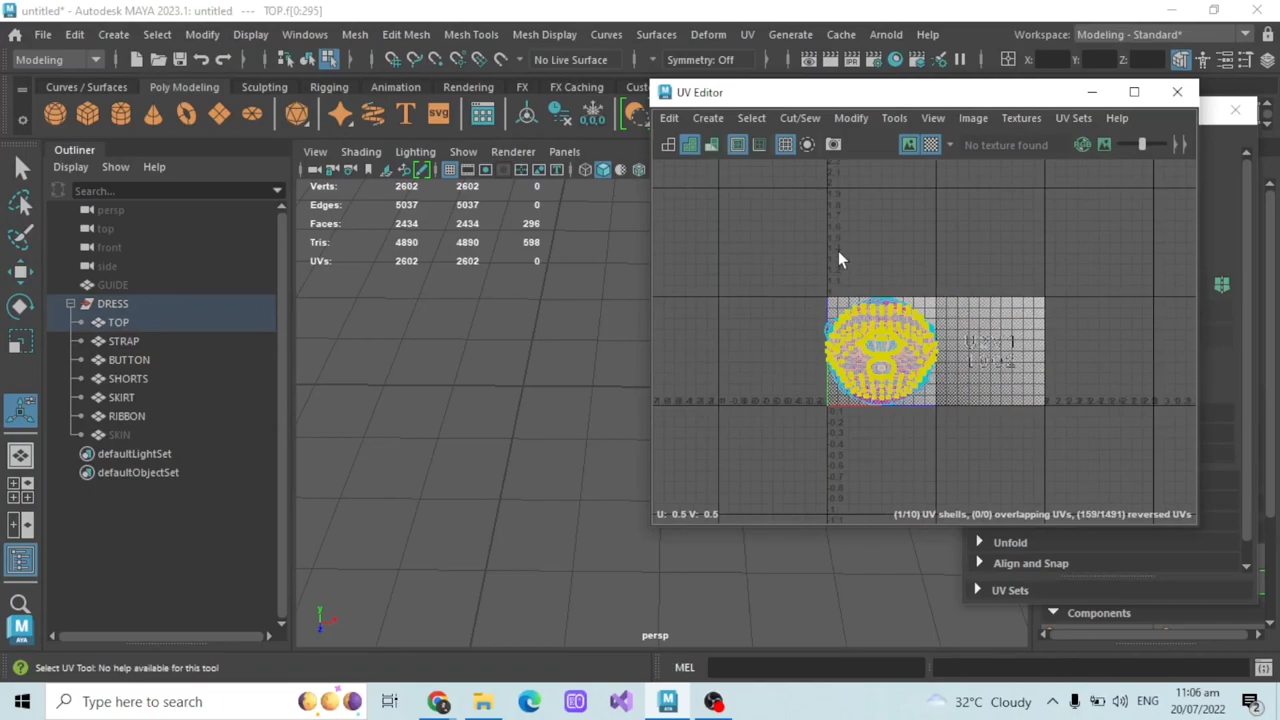 untitled* - Autodesk MAYA 2023.1: untitled --- TOP.f[0:295]
File Edit Create Select Modify Display Windows Mesh Edit Mesh Mesh Tools Mesh Display Curves Surfaces Deform UV Generate Cache Arnold Help Workspace: Modeling - Standard*
Modeling No Live Surface Symmetry: Off IPR X: Y: Z:
Curves / Surfaces Poly Modeling Sculpting Rigging Animation Rendering FX FX Caching
T svg 0,0,0
UV Editor
Edit Create Select Cut/Sew Modify Tools View Image Textures UV Sets Help
No texture found
Outliner
Display Show Help
Search...
persp
top
front
side
GUIDE
DRESS
TOP
STRAP
BUTTON
SHORTS
SKIRT
RIBBON
SKIN
defaultLightSet
defaultObjectSet
View Shading Lighting Show Renderer Panels
Verts: 2602 2602 0
Edges: 5037 5037 0
Faces: 2434 2434 296
Tris: 4890 4890 598
UVs: 2602 2602 0
U: 0.5 V: 0.5 (1/10) UV shells, (0/0) overlapping UVs, (159/1491) reversed UVs
Unfold
Align and Snap
UV Sets
Components
y
z
persp
M
AYA
Select UV Tool: No help available for this tool MEL
Type here to search 32°C Cloudy ENG 11:06 am
20/07/2022
2